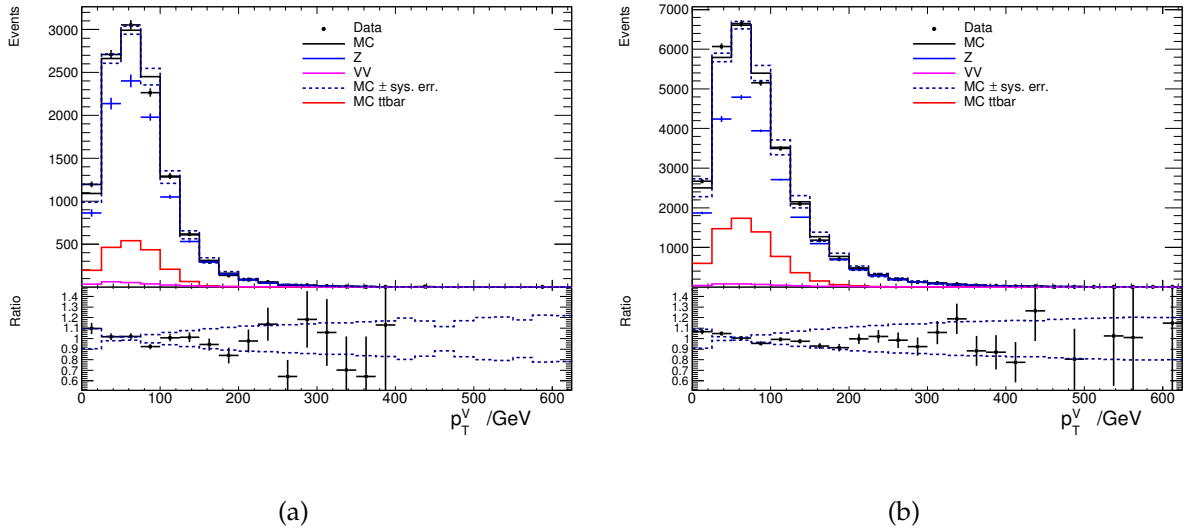 Events
3000
2500
2000
1500
1000
500
Data
MC
Z
VV
MC ± sys. err.
MC ttbar
Ratio
1.4
1.3
1.2
1.1
1
0.9
0.8
0.7
0.6
0 100 200 300 400 500 600
p_T^V /GeV
(a)
Events
7000
6000
5000
4000
3000
2000
1000
Data
MC
Z
VV
MC ± sys. err.
MC ttbar
Ratio
1.4
1.3
1.2
1.1
1
0.9
0.8
0.7
0.6
0 100 200 300 400 500 600
p_T^V /GeV
(b)